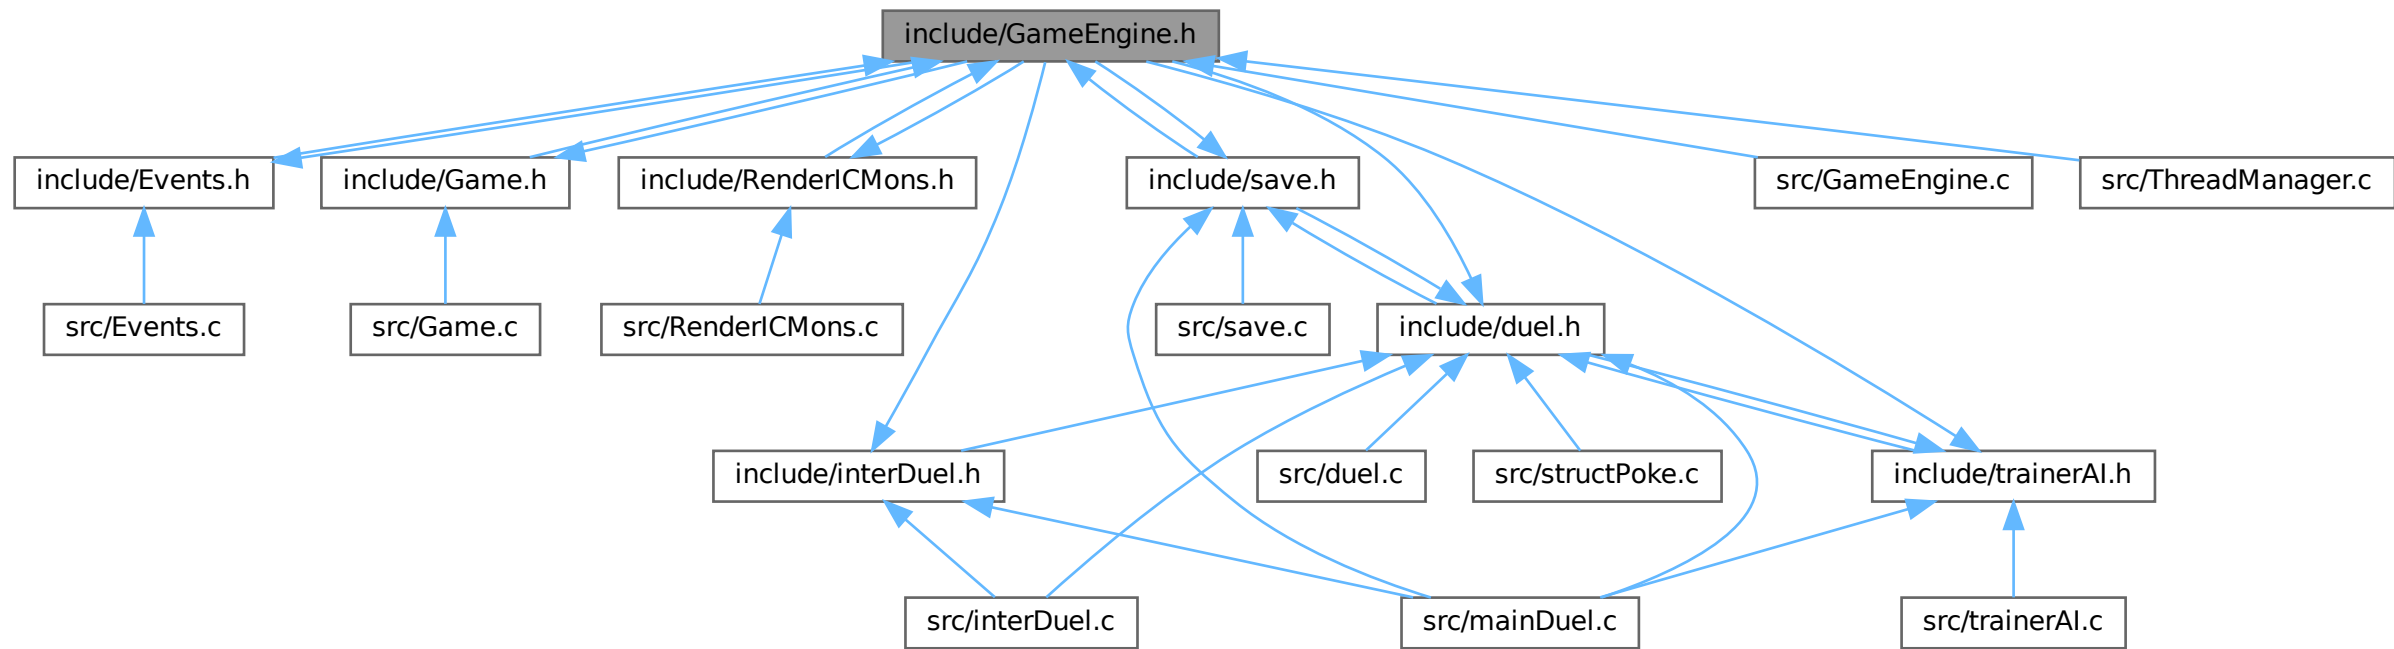 include/GameEngine.h
include/Events.h
include/Game.h
include/RenderICMons.h
include/save.h
src/GameEngine.c
src/ThreadManager.c
src/Events.c
src/Game.c
src/RenderICMons.c
src/save.c
include/duel.h
include/interDuel.h
src/duel.c
src/structPoke.c
include/trainerAI.h
src/interDuel.c
src/mainDuel.c
src/trainerAI.c